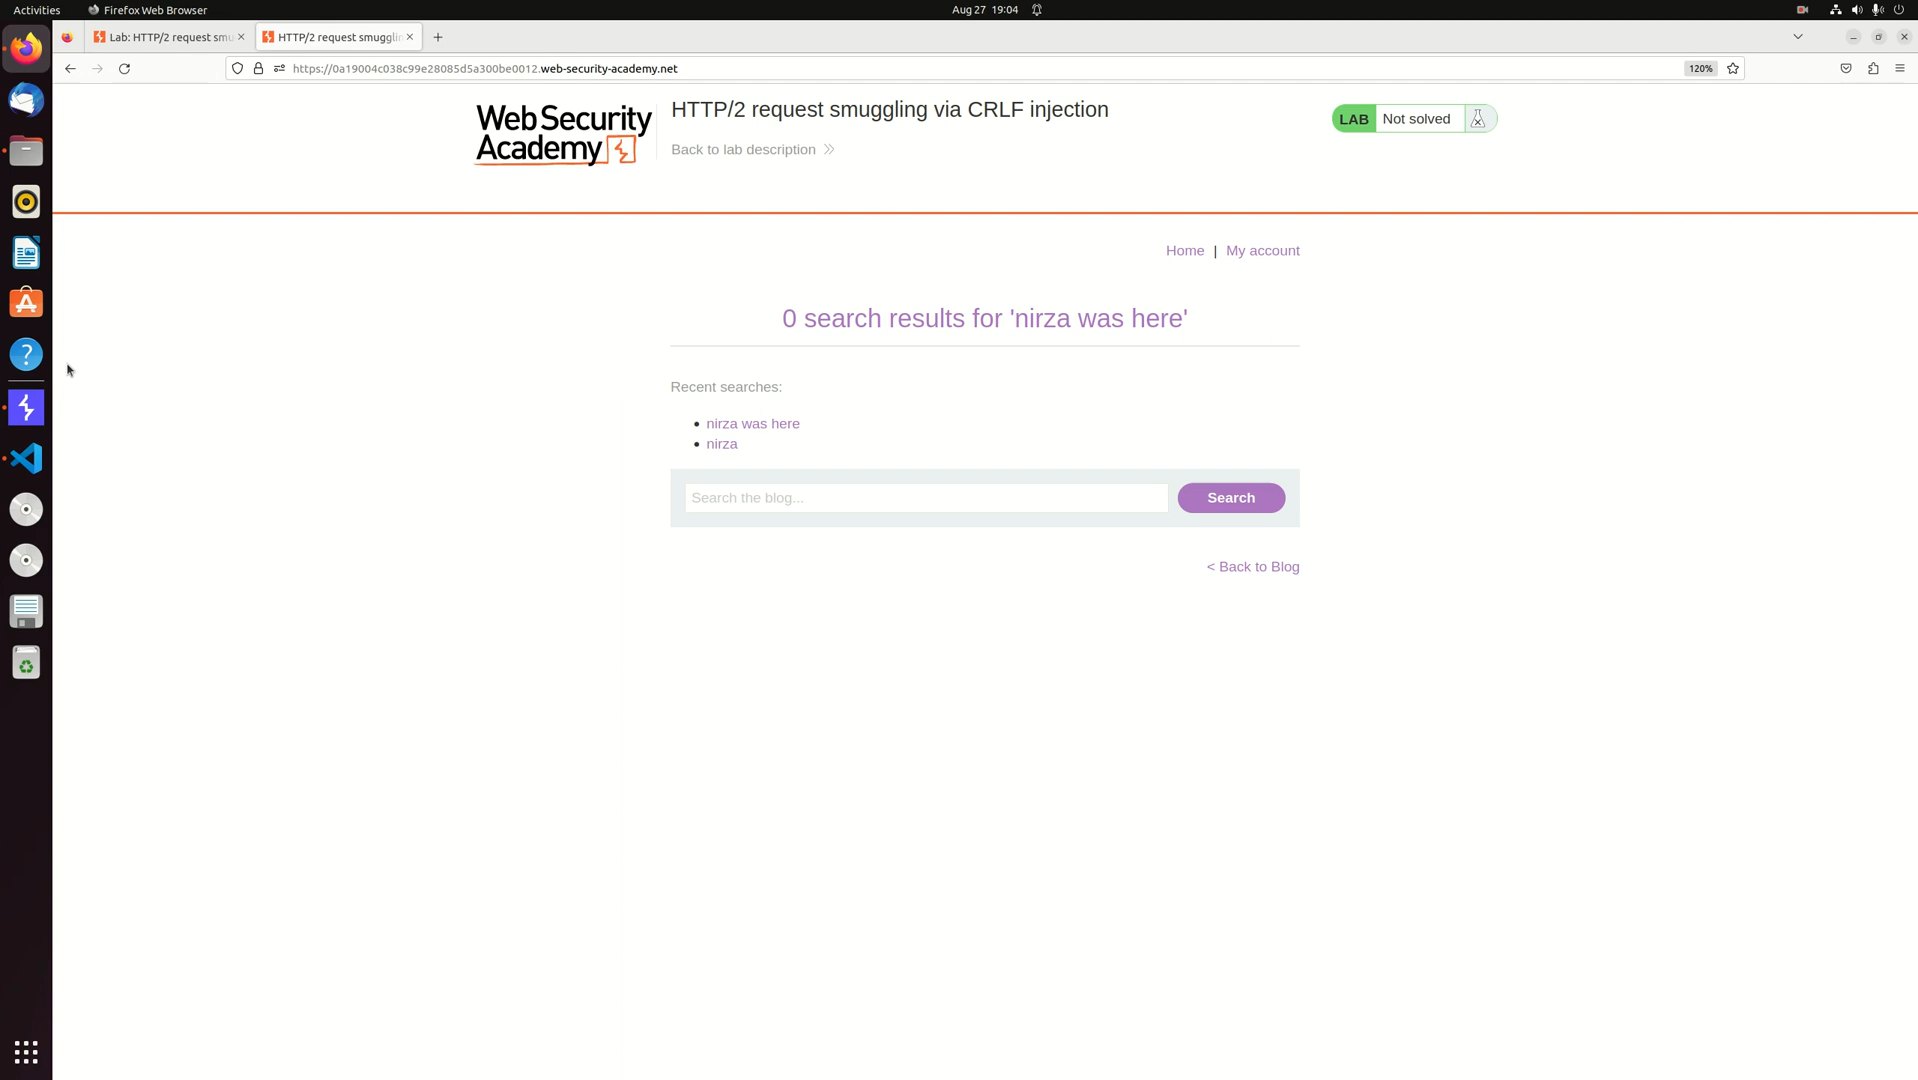 Activities
Firefox Web Browser
Aug 27 19:04
Lab: HTTP/2 request smu
HTTP/2 request smugglin
https://0a19004c038c99e28085d5a300be0012.web-security-academy.net
120%
Web Security
Academy
HTTP/2 request smuggling via CRLF injection
Back to lab description
LAB
Not solved
Home | My account
0 search results for 'nirza was here'
Recent searches:
nirza was here
nirza
Search the blog...
Search
< Back to Blog